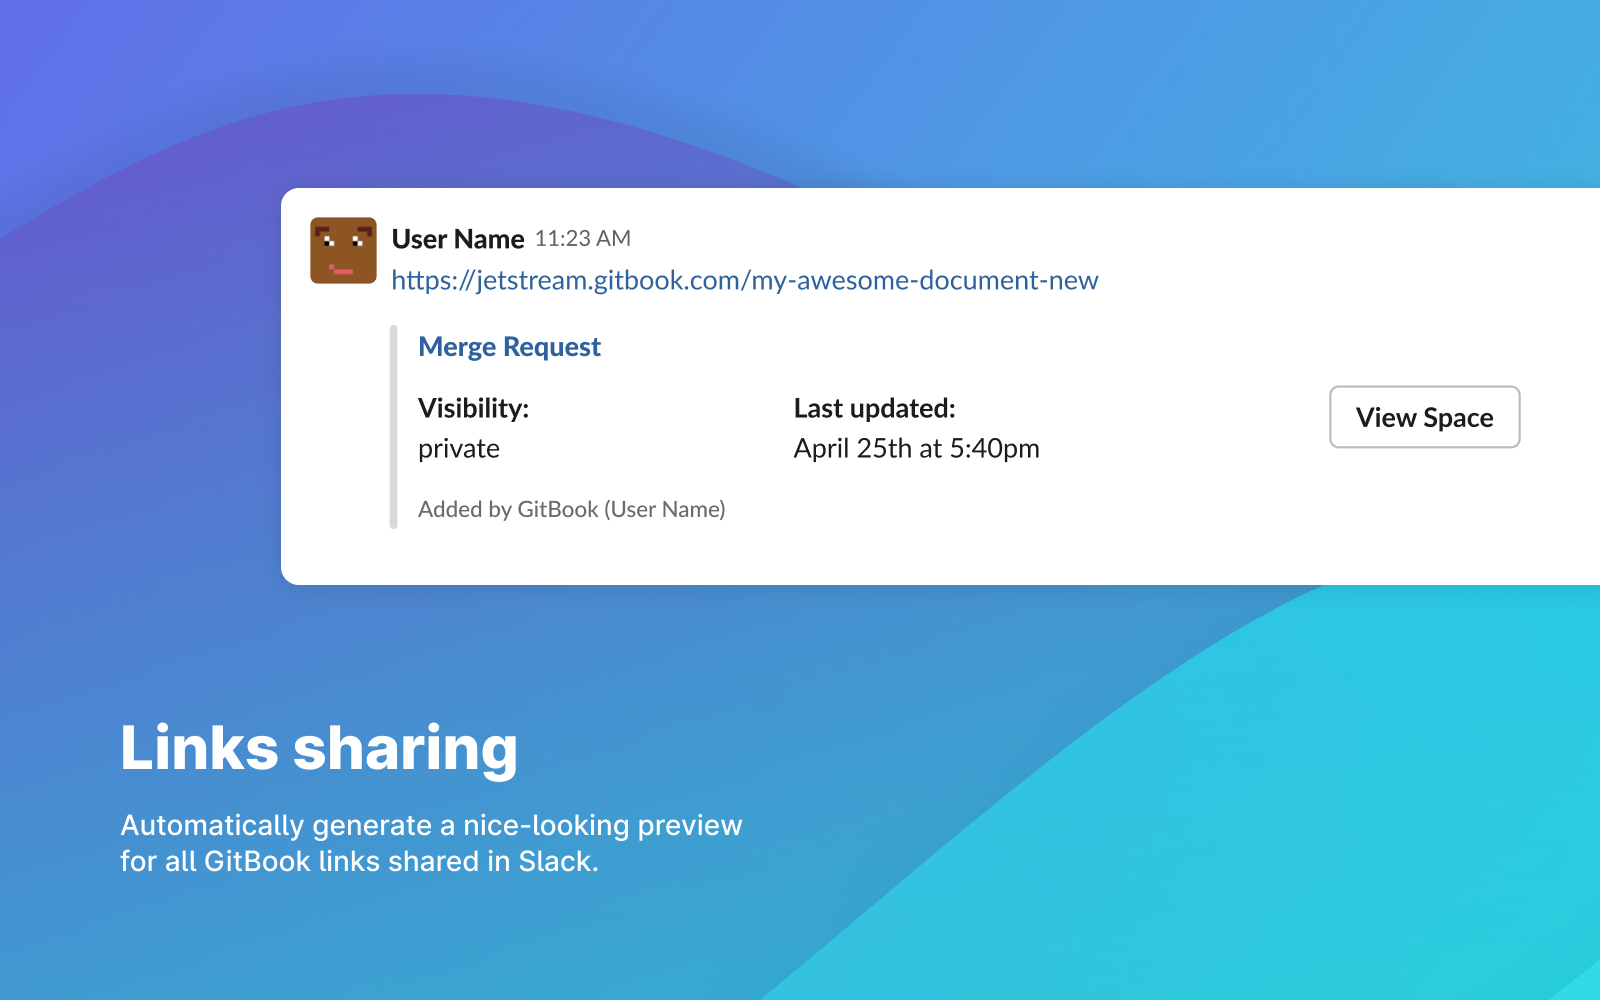 User Name 11:23 AM
https://jetstream.gitbook.com/my-awesome-document-new
Merge Request
Visibility:
private
Last updated:
April 25th at 5:40pm
View Space
Added by GitBook (User Name)
Links sharing
Automatically generate a nice-looking preview
for all GitBook links shared in Slack.